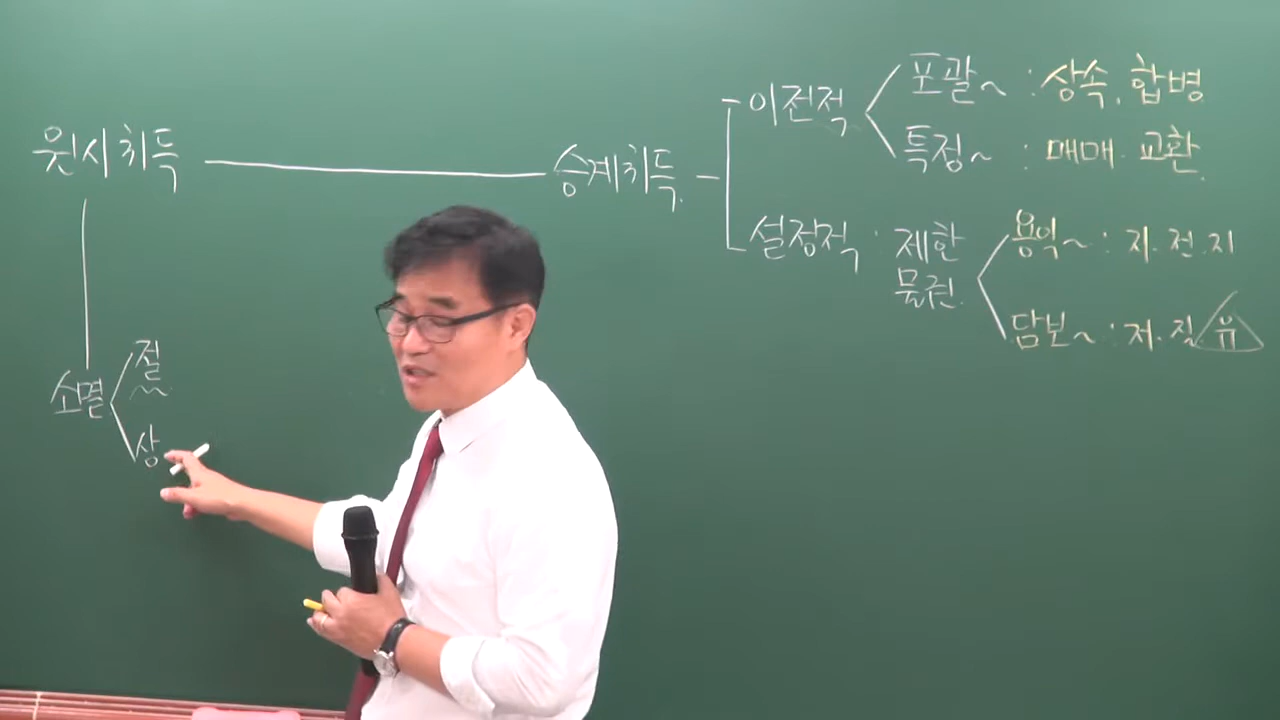 원시취득 승계취득
이전적
포괄~ : 상속, 합병
특정~ : 매매. 교환
설정적 : 제한
물권
용익~ : 지.전.지
담보~ : 저.질 유
소멸
절
상